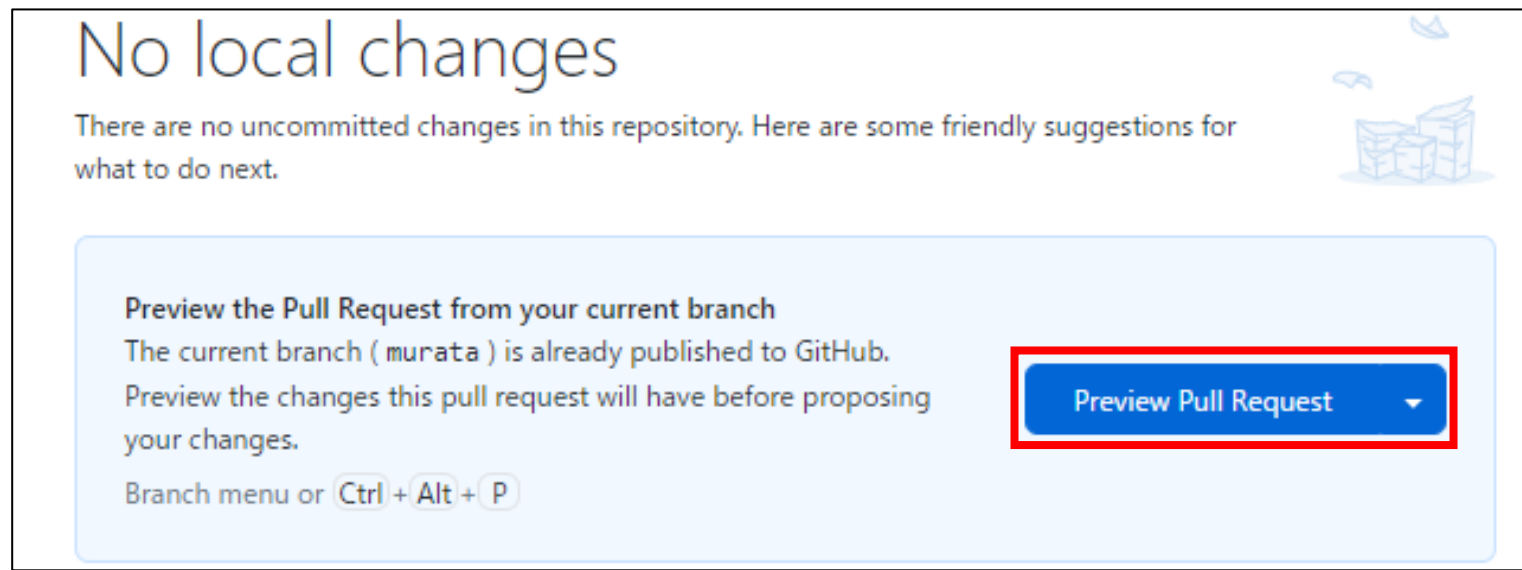 No local changes
There are no uncommitted changes in this repository. Here are some friendly suggestions for
what to do next.
Preview the Pull Request from your current branch
The current branch ( murata ) is already published to GitHub.
Preview the changes this pull request will have before proposing
your changes.
Preview Pull Request
Branch menu or Ctrl + Alt + P